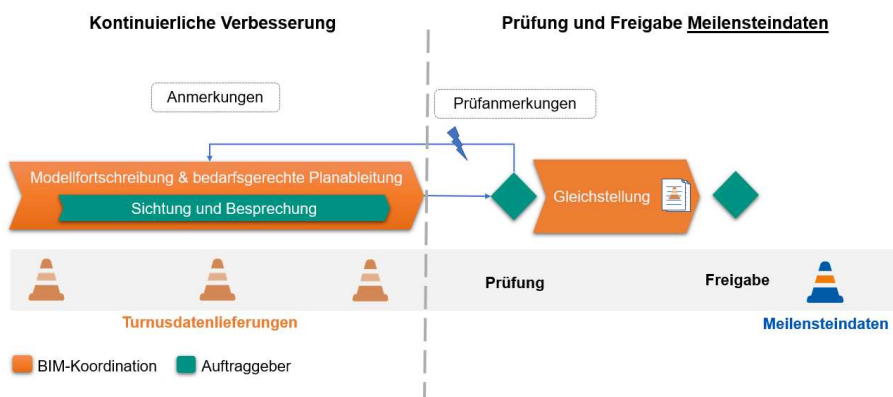 Kontinuierliche Verbesserung
Prüfung und Freigabe Meilensteindaten
Anmerkungen
Prüfanmerkungen
Modellfortschreibung & bedarfsgerechte Planableitung
Sichtung und Besprechung
Gleichstellung
Prüfung
Freigabe
Turnusdatenlieferungen
Meilensteindaten
BIM-Koordination
Auftraggeber